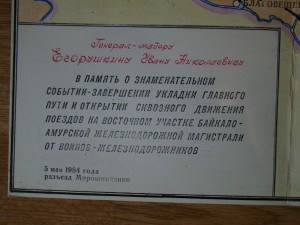 БЛАГОВЕЩЕН
Генерал-майору
Егорушкину Ивану Николаевичу
В ПАМЯТЬ О ЗНАМЕНАТЕЛЬНОМ
СОБЫТИИ-ЗАВЕРШЕНИИ УКЛАДКИ ГЛАВНОГО
ПУТИ И ОТКРЫТИИ СКВОЗНОГО ДВИЖЕНИЯ
ПОЕЗДОВ НА ВОСТОЧНОМ УЧАСТКЕ БАЙКАЛО-
АМУРСКОЙ ЖЕЛЕЗНОДОРОЖНОЙ МАГИСТРАЛИ
ОТ ВОИНОВ-ЖЕЛЕЗНОДОРОЖНИКОВ
5 мая 1984 года
разъезд Мирошниченко